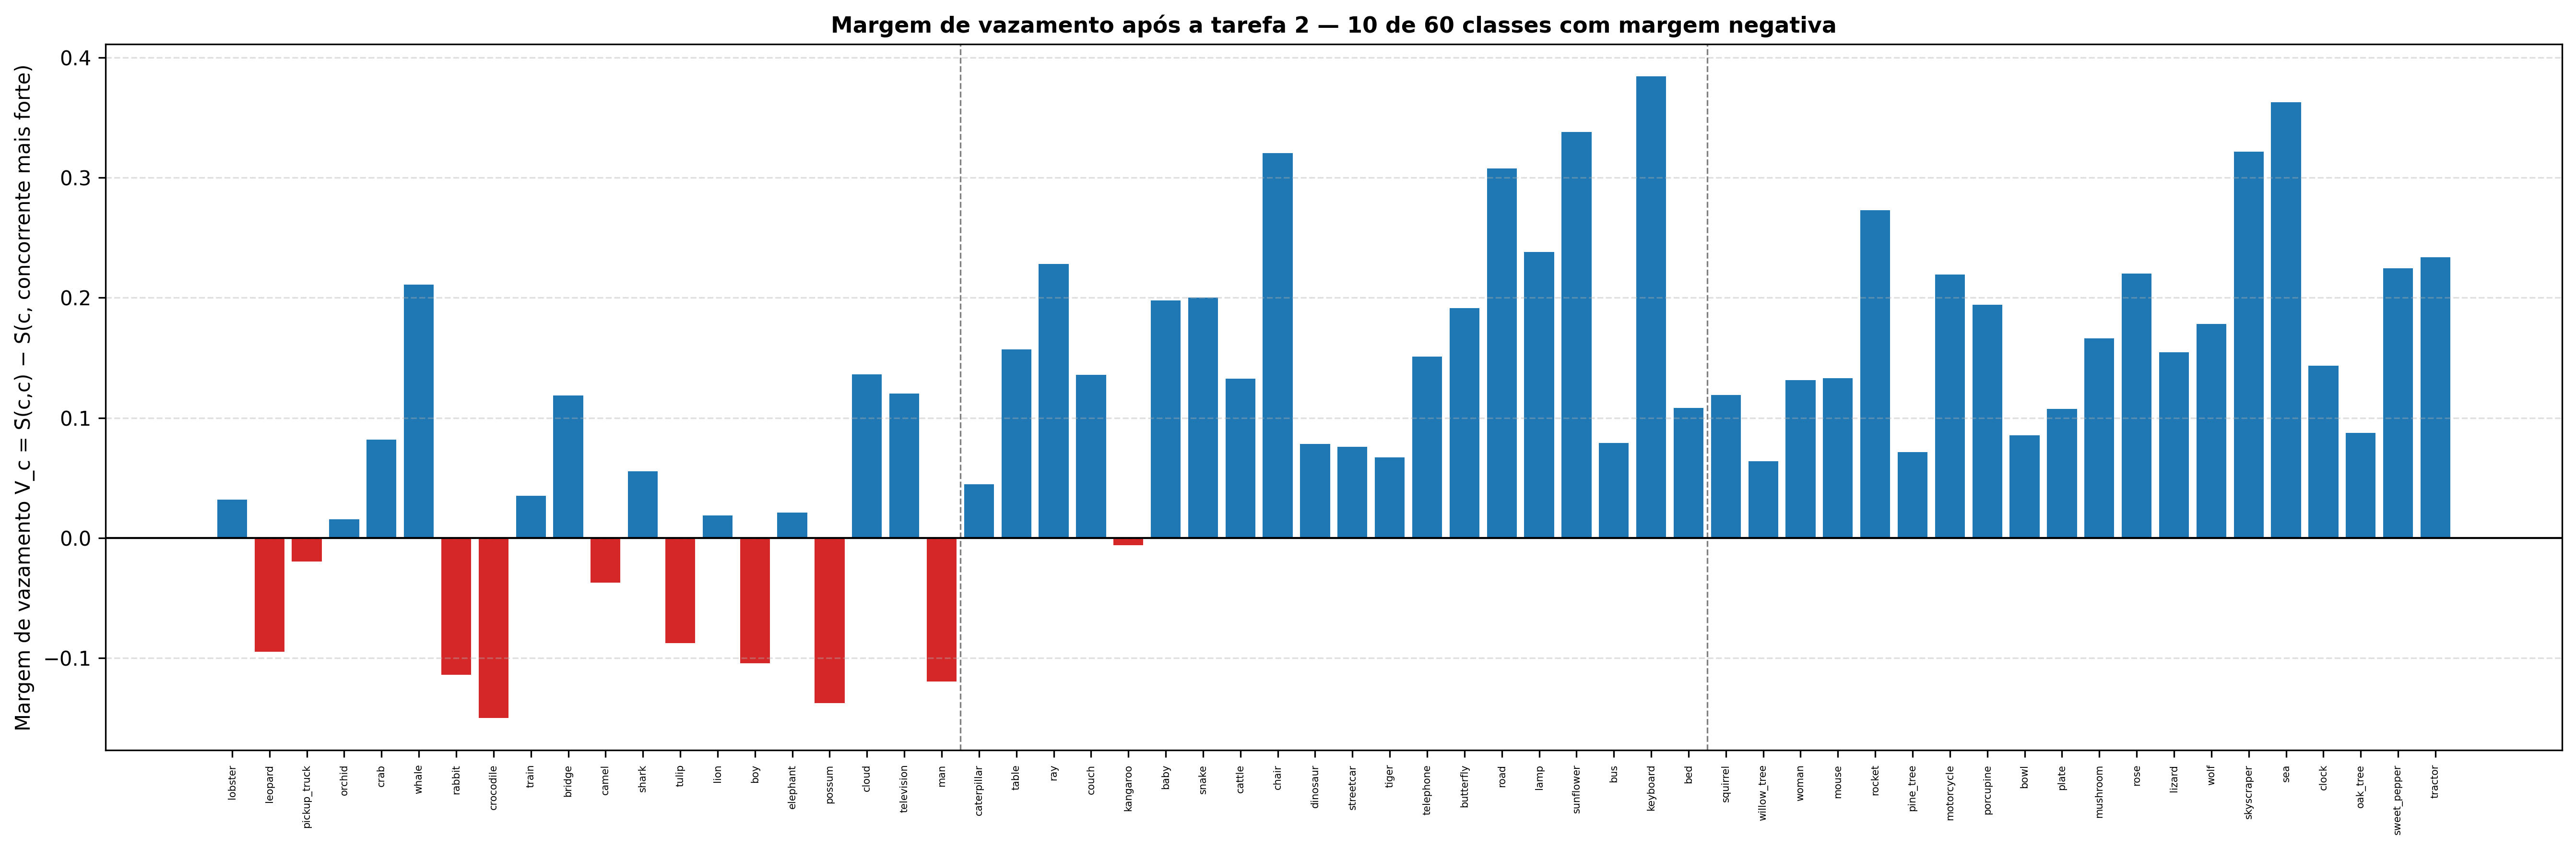 Margem de vazamento após a tarefa 2 — 10 de 60 classes com margem negativa
Margem de vazamento V_c = S(c,c) − S(c, concorrente mais forte)
0.4
0.3
0.2
0.1
0.0
−0.1
lobster
leopard
pickup_truck
orchid
crab
whale
rabbit
crocodile
train
bridge
camel
shark
tulip
lion
boy
elephant
possum
cloud
television
man
caterpillar
table
ray
couch
kangaroo
baby
snake
cattle
chair
dinosaur
streetcar
tiger
telephone
butterfly
road
lamp
sunflower
bus
keyboard
bed
squirrel
willow_tree
woman
mouse
rocket
pine_tree
motorcycle
porcupine
bowl
plate
mushroom
rose
lizard
wolf
skyscraper
sea
clock
oak_tree
sweet_pepper
tractor